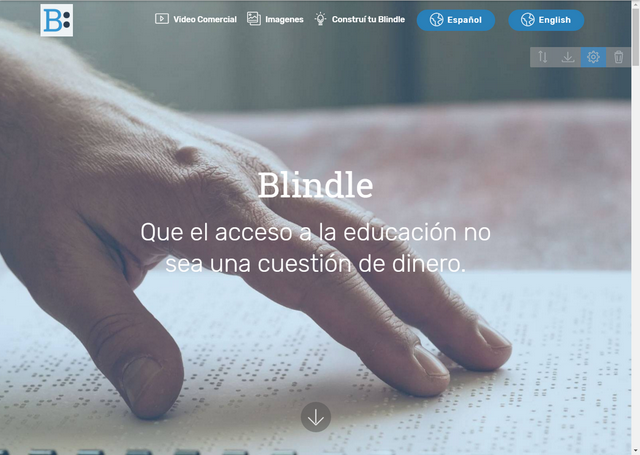 B:
Video Comercial
Imagenes
Construí tu Blindle
Español
English
Blindle
Que el acceso a la educación no
sea una cuestión de dinero.